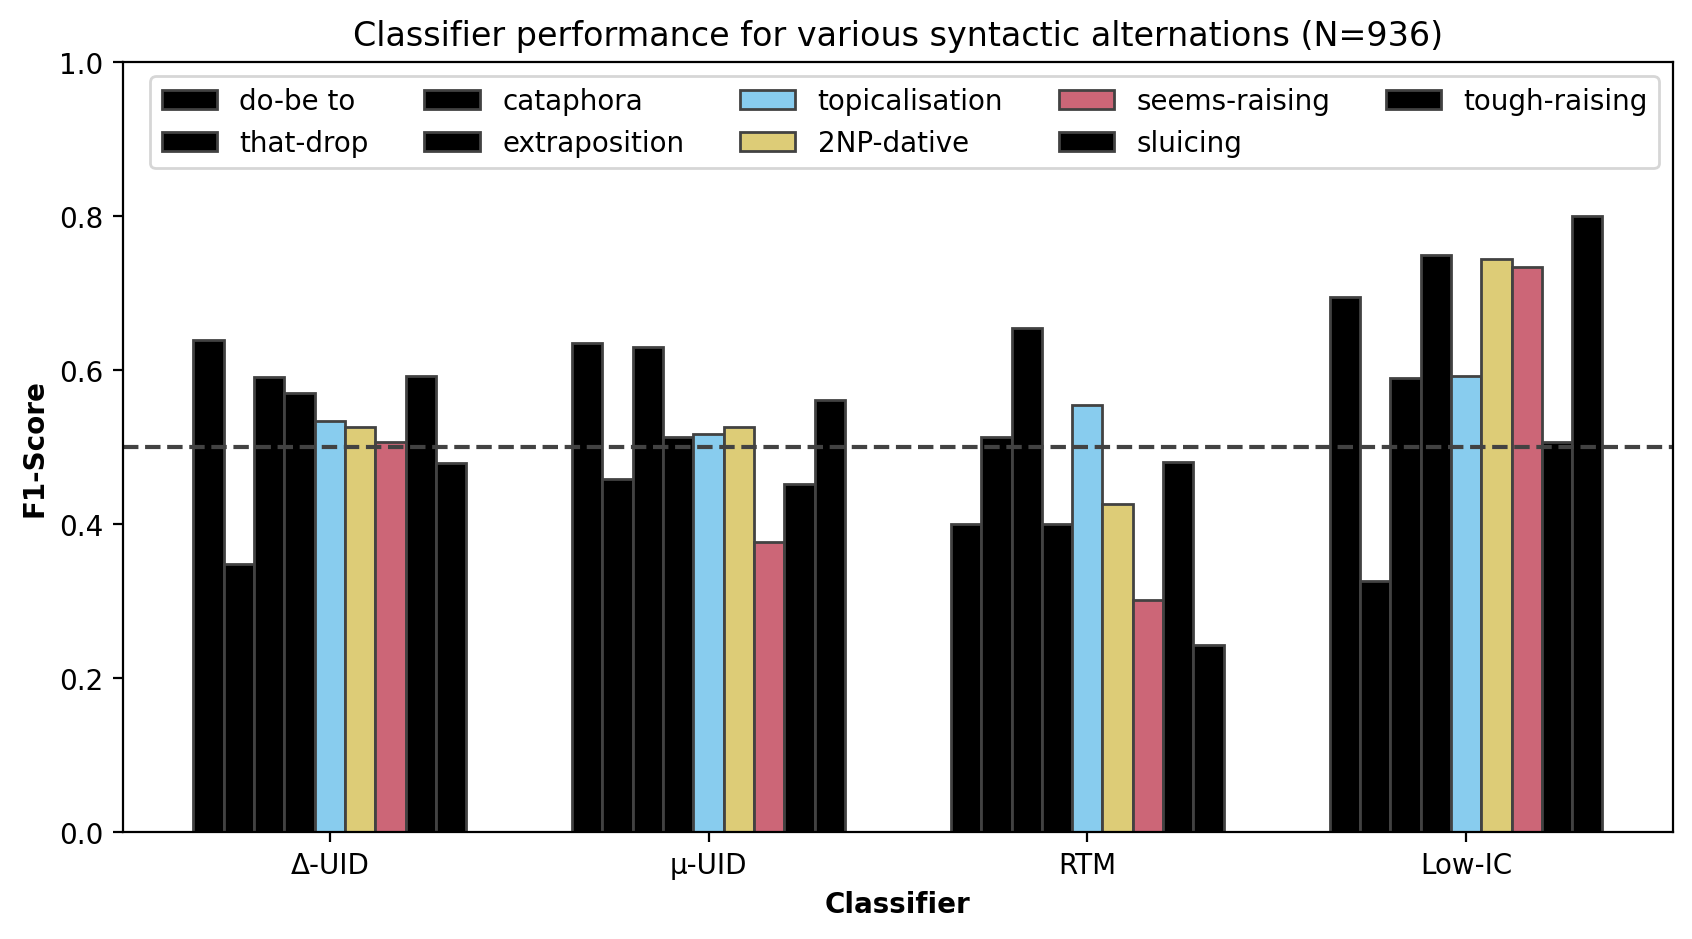 Classifier performance for various syntactic alternations (N=936)
1.0
0.8
0.6
0.4
0.2
0.0
F1-Score
do-be to cataphora topicalisation seems-raising tough-raising
that-drop extraposition 2NP-dative sluicing
Δ-UID μ-UID RTM Low-IC
Classifier